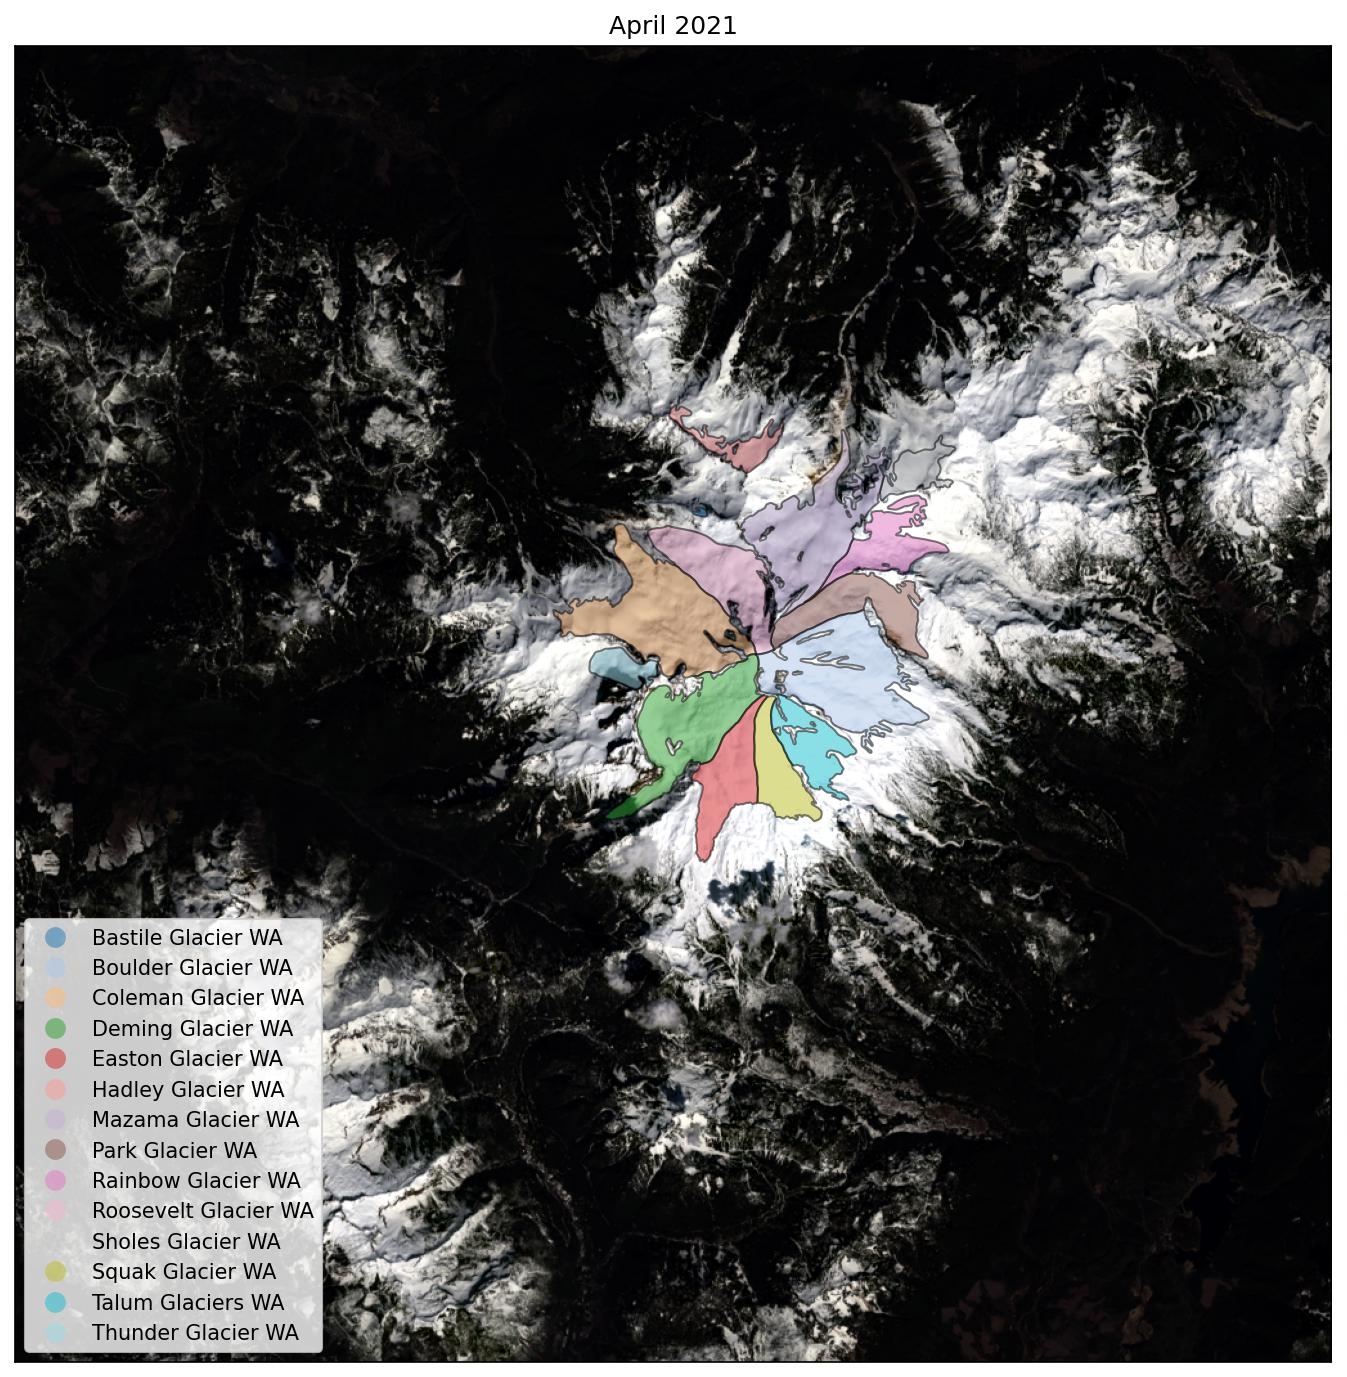 April 2021
Bastile Glacier WA
Boulder Glacier WA
Coleman Glacier WA
Deming Glacier WA
Easton Glacier WA
Hadley Glacier WA
Mazama Glacier WA
Park Glacier WA
Rainbow Glacier WA
Roosevelt Glacier WA
Sholes Glacier WA
Squak Glacier WA
Talum Glaciers WA
Thunder Glacier WA